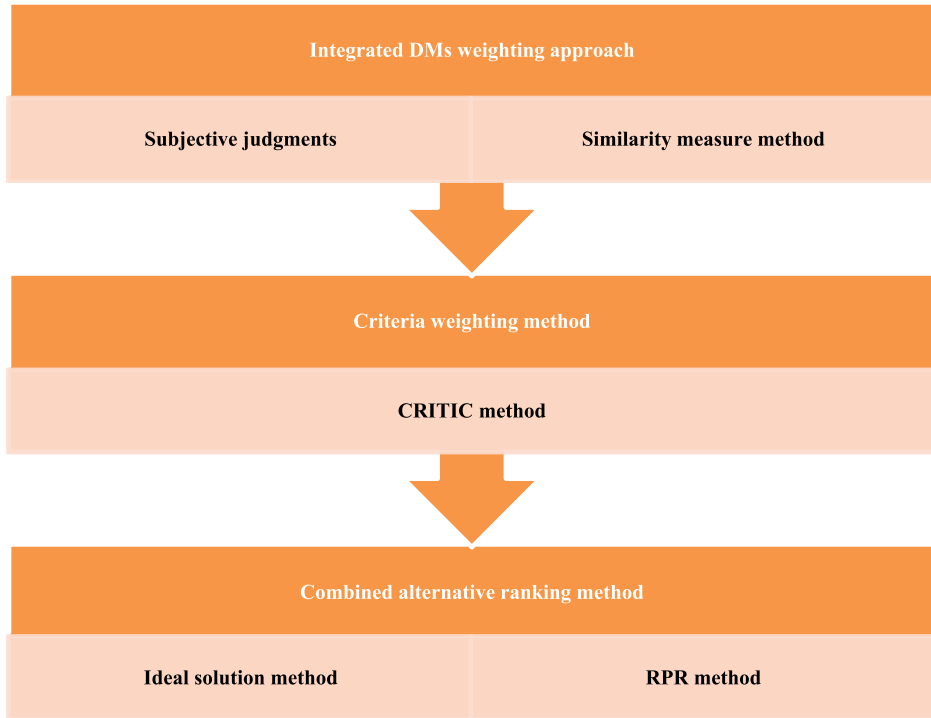 Integrated DMs weighting approach
Subjective judgments
Similarity measure method
Criteria weighting method
CRITIC method
Combined alternative ranking method
Ideal solution method
RPR method